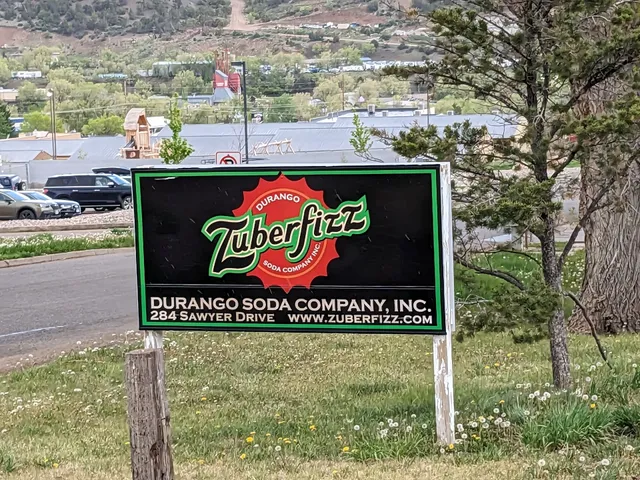 DURANGO
Zuberfizz
SODA COMPANY INC.
DURANGO SODA COMPANY, INC.
284 SAWYER DRIVE WWW.ZUBERFIZZ.COM